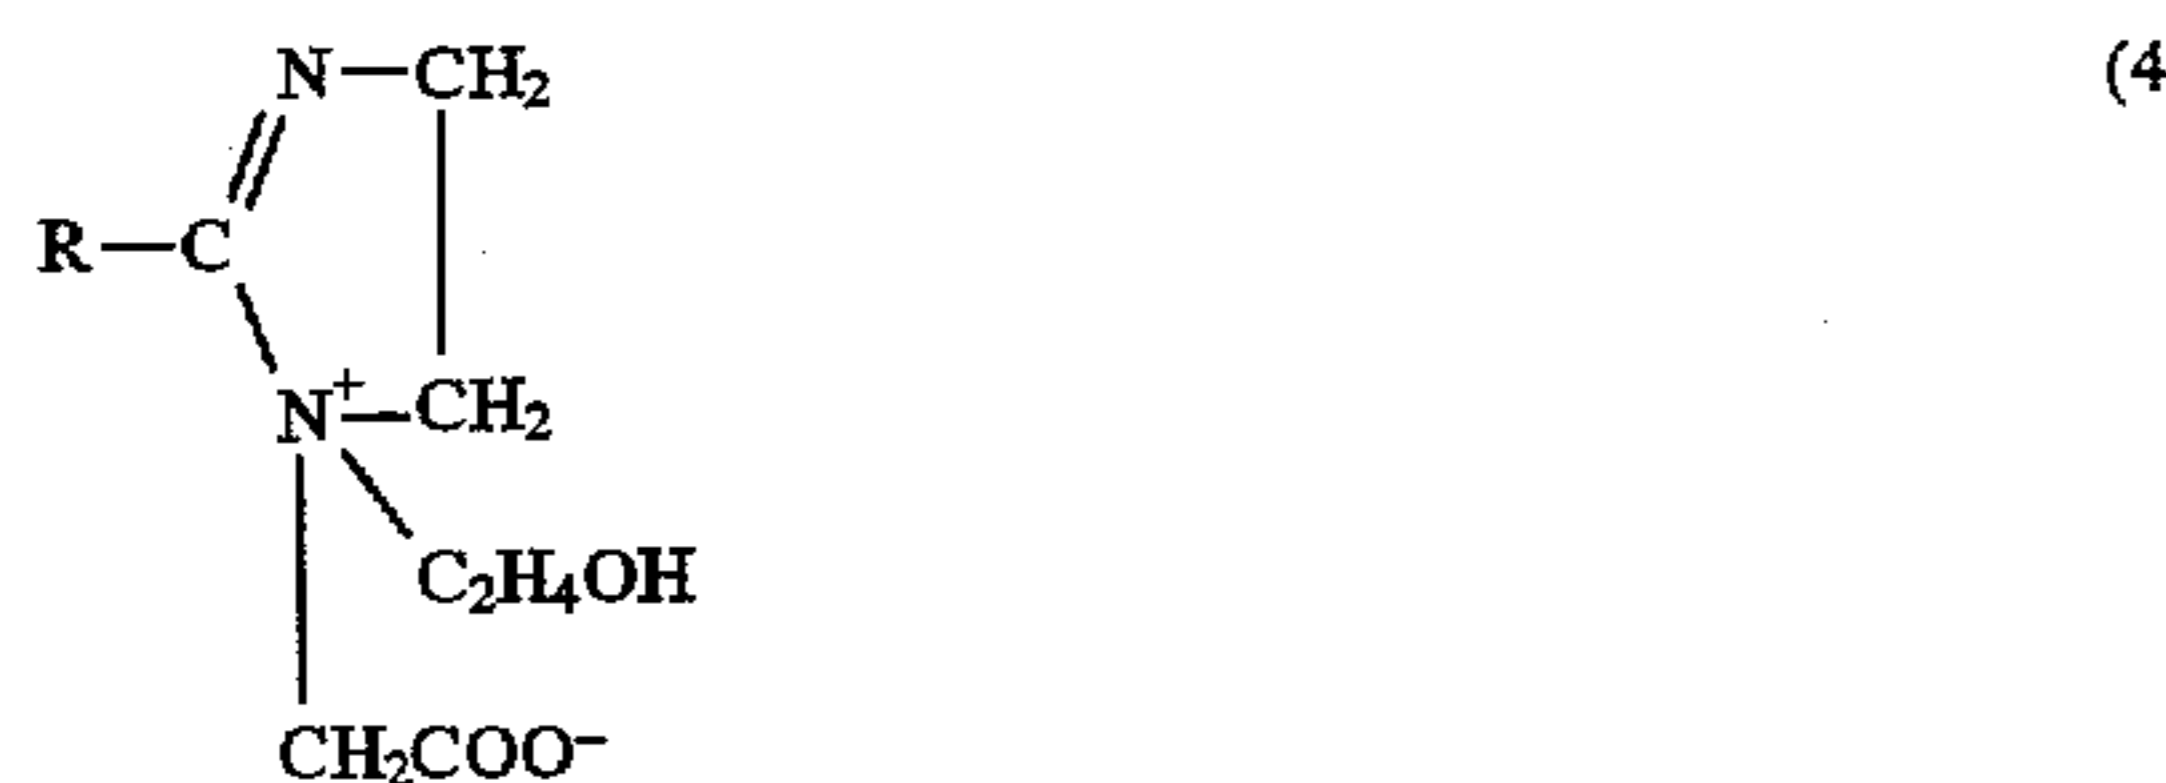 N—CH₂ (4
R—C
N⁺—CH₂
C₂H₄OH
CH₂COO⁻